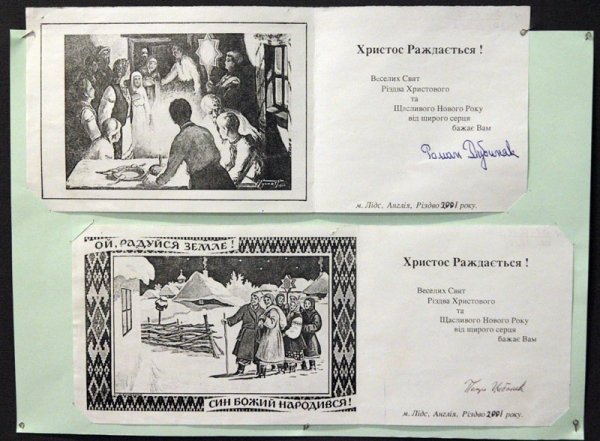 Христос Раждається !
Веселих Свят
Різдва Христового
та
Щасливого Нового Року
від щирого серця
бажає Вам
Роман Дубиняк
м. Лідс, Англія, Різдво 2001 року.
ОЙ, РАДУЙСЯ ЗЕМЛЕ!
СИН БОЖИЙ НАРОДИВСЯ!
Христос Раждається !
Веселих Свят
Різдва Христового
та
Щасливого Нового Року
від щирого серця
бажає Вам
м. Лідс, Англія, Різдво 2001 року.